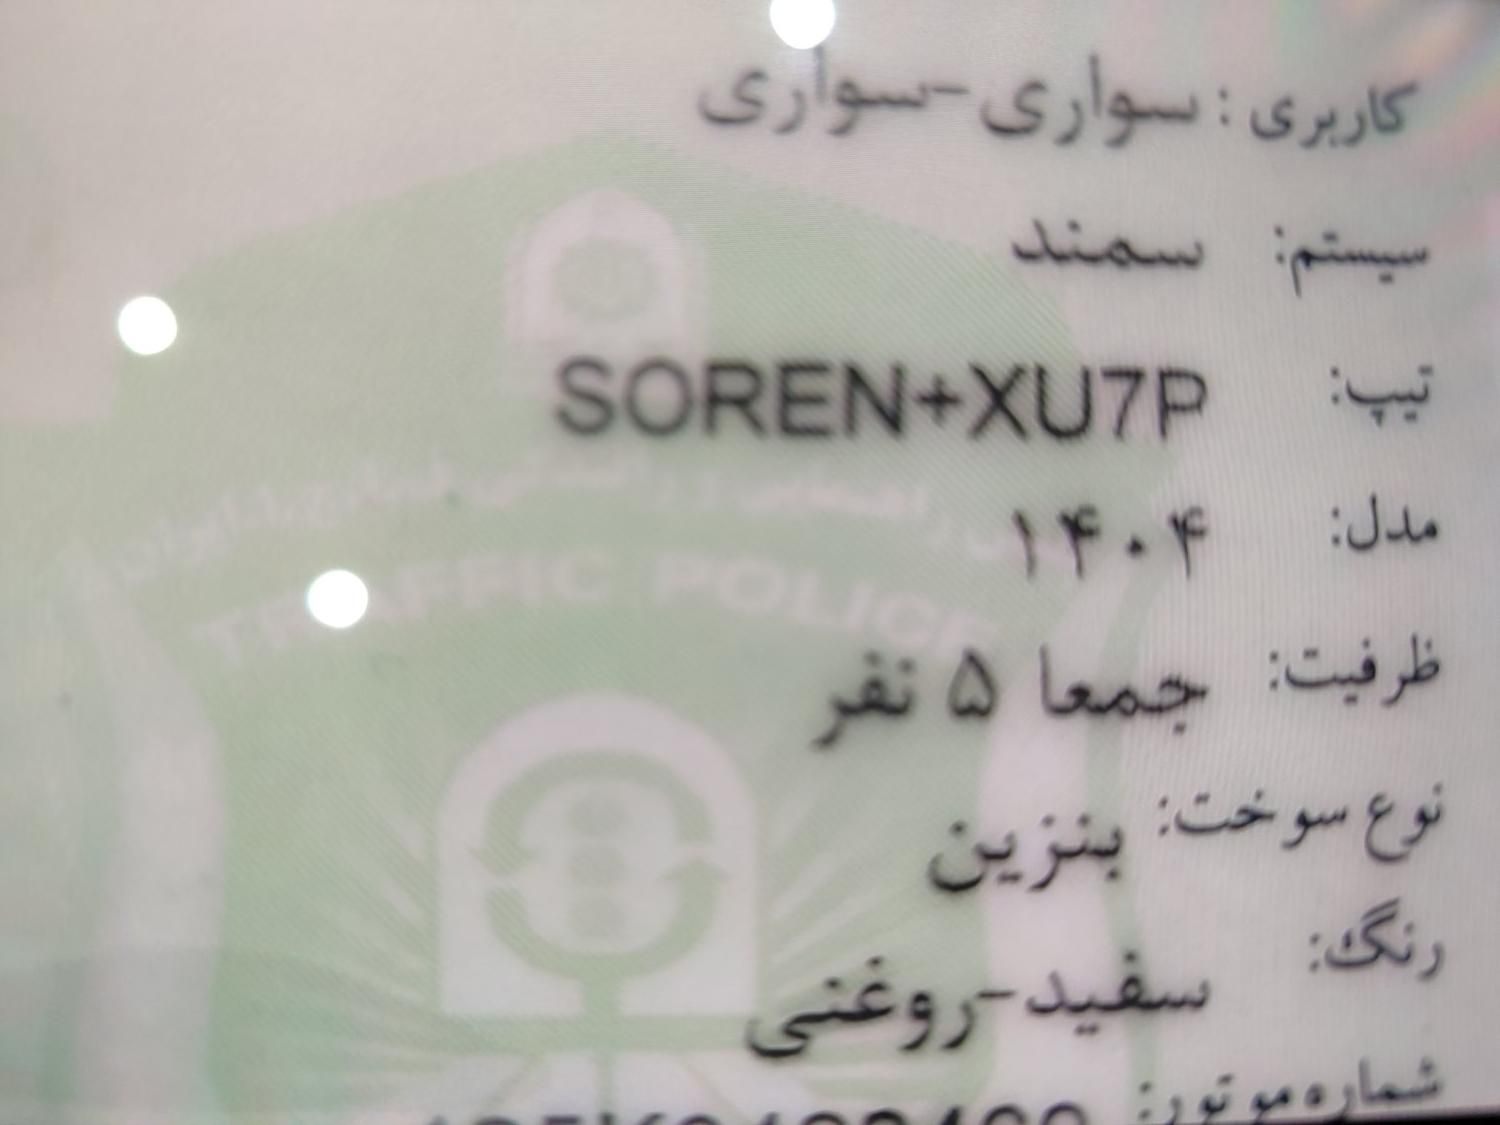 کاربری : سواری-سواری
سیستم: سمند
تیپ: SOREN+XU7P
مدل: ۱۴۰۴
ظرفیت: جمعا ۵ نفر
نوع سوخت: بنزین
رنگ: سفید-روغنی
شماره موتور:
TRAFFIC POLICE